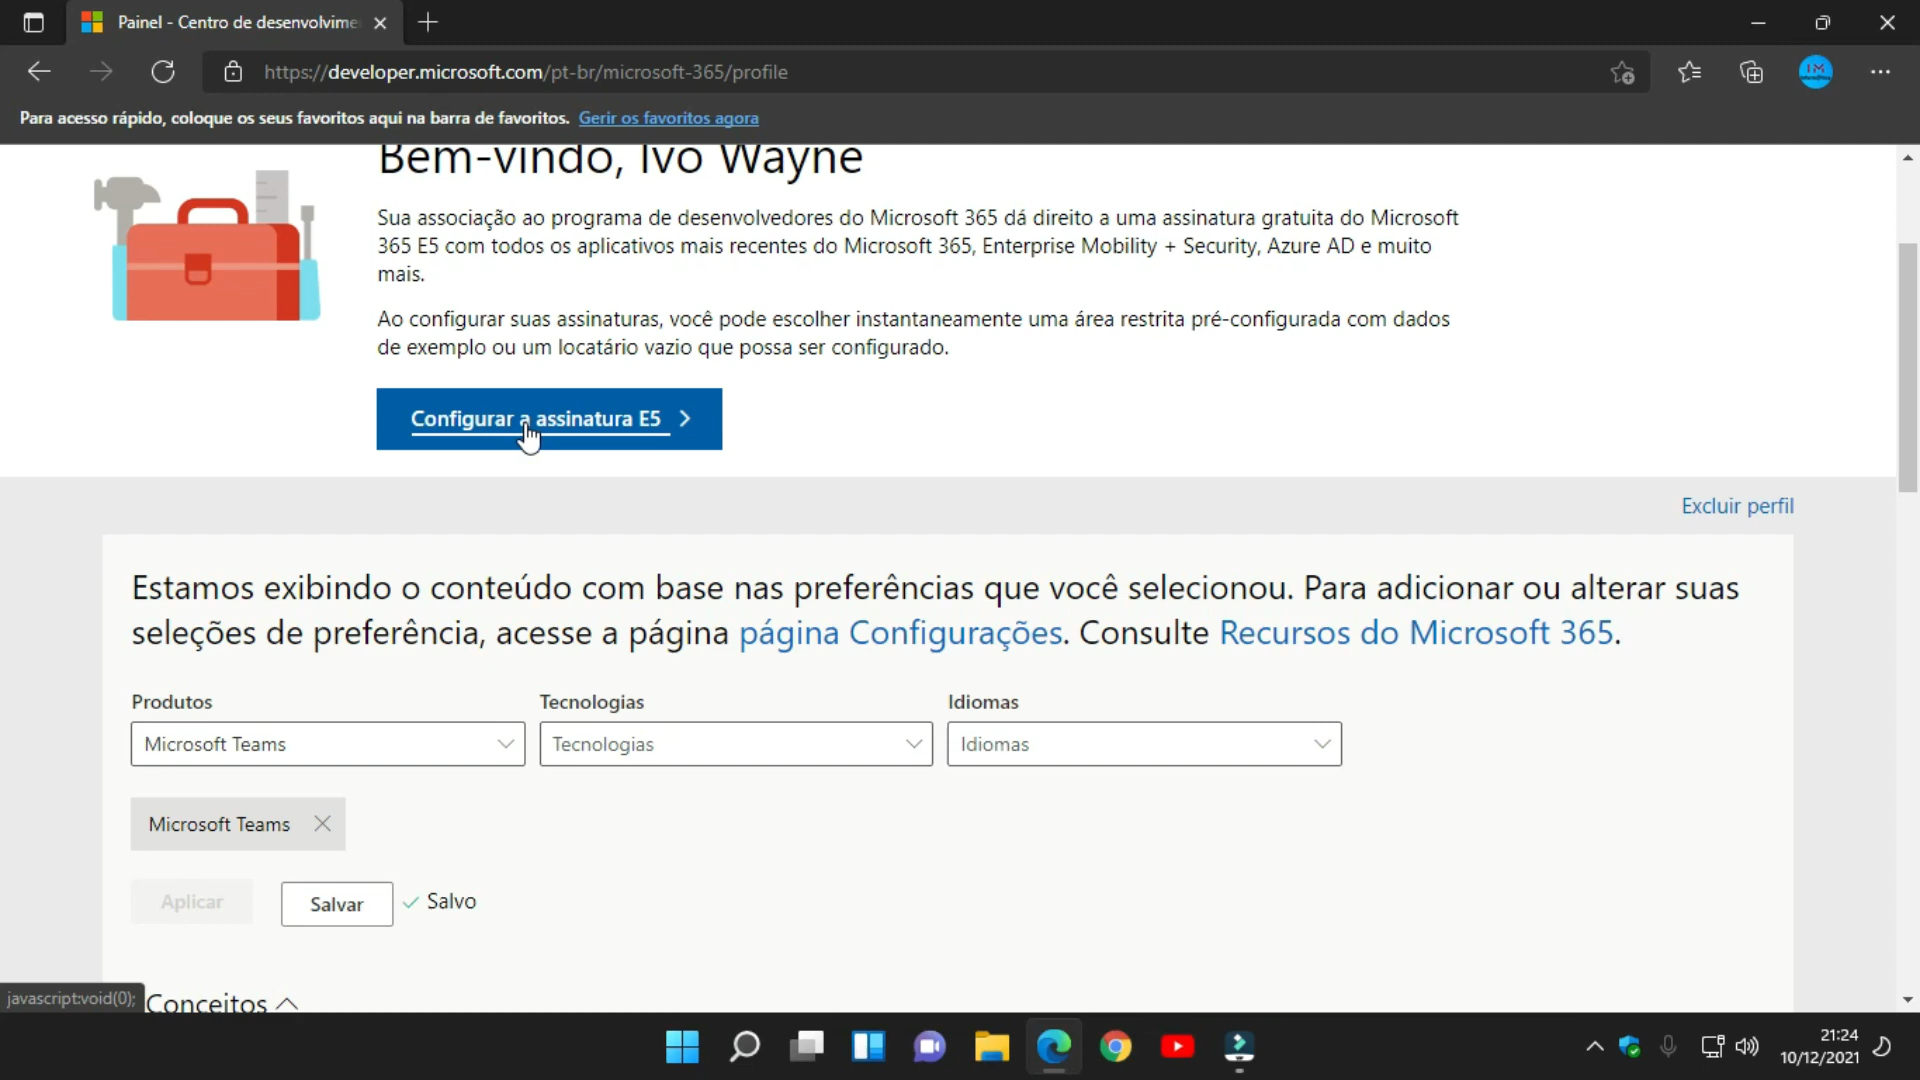 Painel - Centro de desenvolvime
https://developer.microsoft.com/pt-br/microsoft-365/profile
Para acesso rápido, coloque os seus favoritos aqui na barra de favoritos. Gerir os favoritos agora
Bem-vindo, Ivo Wayne
Sua associação ao programa de desenvolvedores do Microsoft 365 dá direito a uma assinatura gratuita do Microsoft
365 E5 com todos os aplicativos mais recentes do Microsoft 365, Enterprise Mobility + Security, Azure AD e muito
mais.
Ao configurar suas assinaturas, você pode escolher instantaneamente uma área restrita pré-configurada com dados
de exemplo ou um locatário vazio que possa ser configurado.
Configurar a assinatura E5
Excluir perfil
Estamos exibindo o conteúdo com base nas preferências que você selecionou. Para adicionar ou alterar suas
seleções de preferência, acesse a página página Configurações. Consulte Recursos do Microsoft 365.
Produtos Tecnologias Idiomas
Microsoft Teams Tecnologias Idiomas
Microsoft Teams
Aplicar Salvar Salvo
javascript:void(0); Conceitos
21:24
10/12/2021